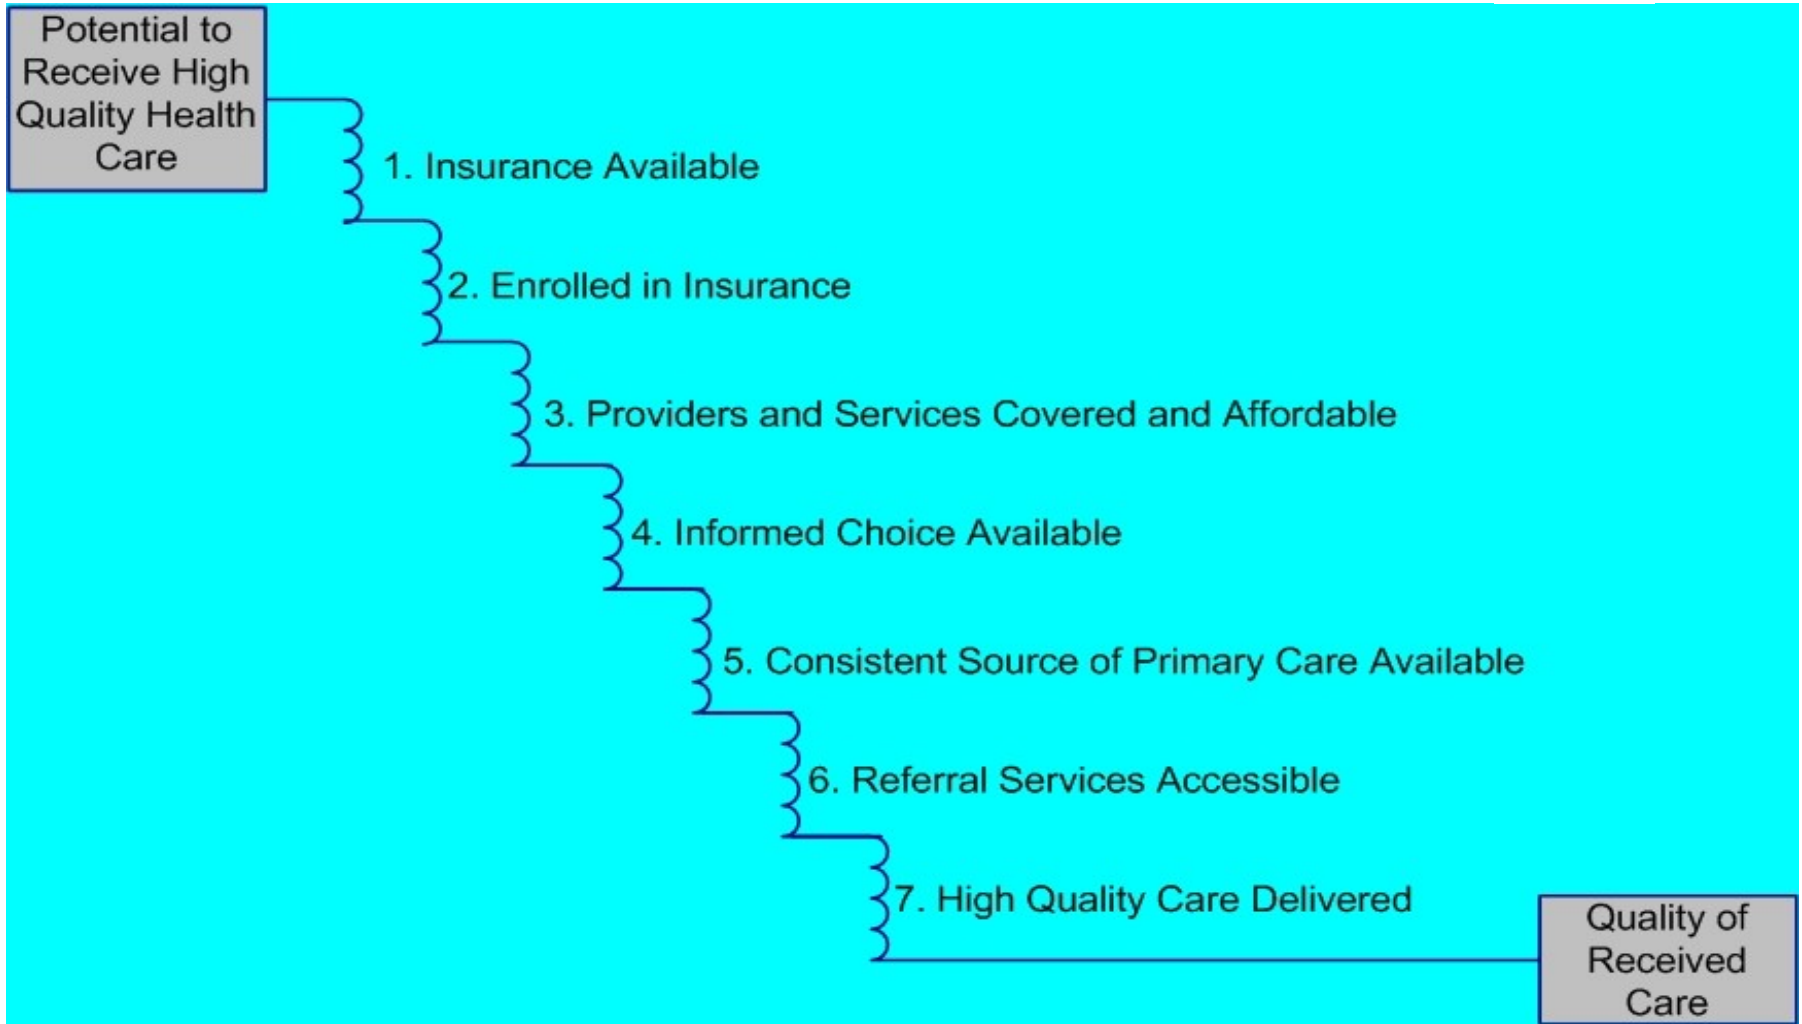 Potential to
Receive High
Quality Health
Care
1. Insurance Available
2. Enrolled in Insurance
3. Providers and Services Covered and Affordable
4. Informed Choice Available
5. Consistent Source of Primary Care Available
6. Referral Services Accessible
7. High Quality Care Delivered
Quality of
Received
Care